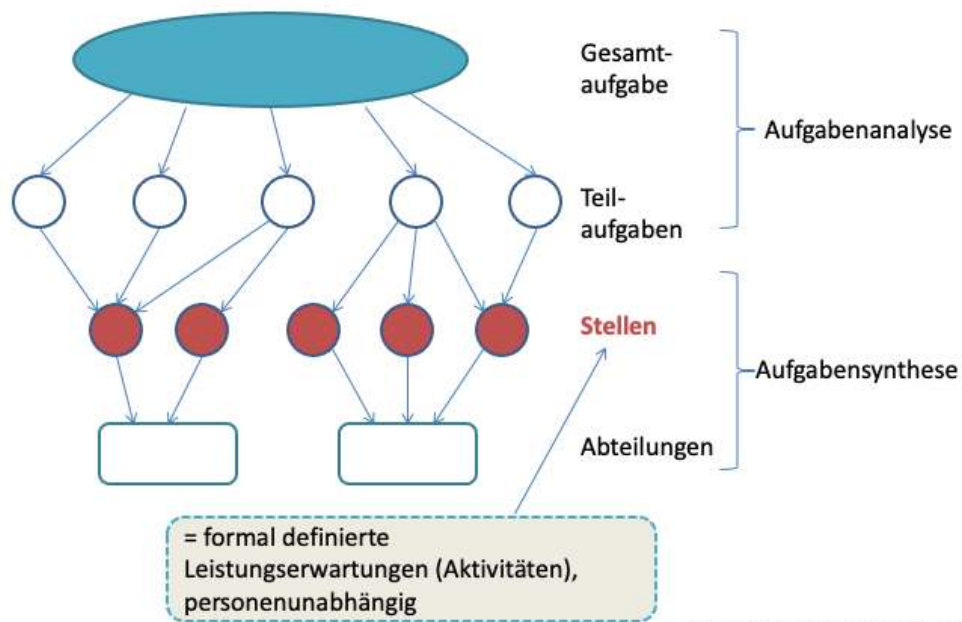 Gesamt-
aufgabe
Aufgabenanalyse
Teil-
aufgaben
Stellen
Aufgabensynthese
Abteilungen
= formal definierte
Leistungserwartungen (Aktivitäten),
personenunabhängig